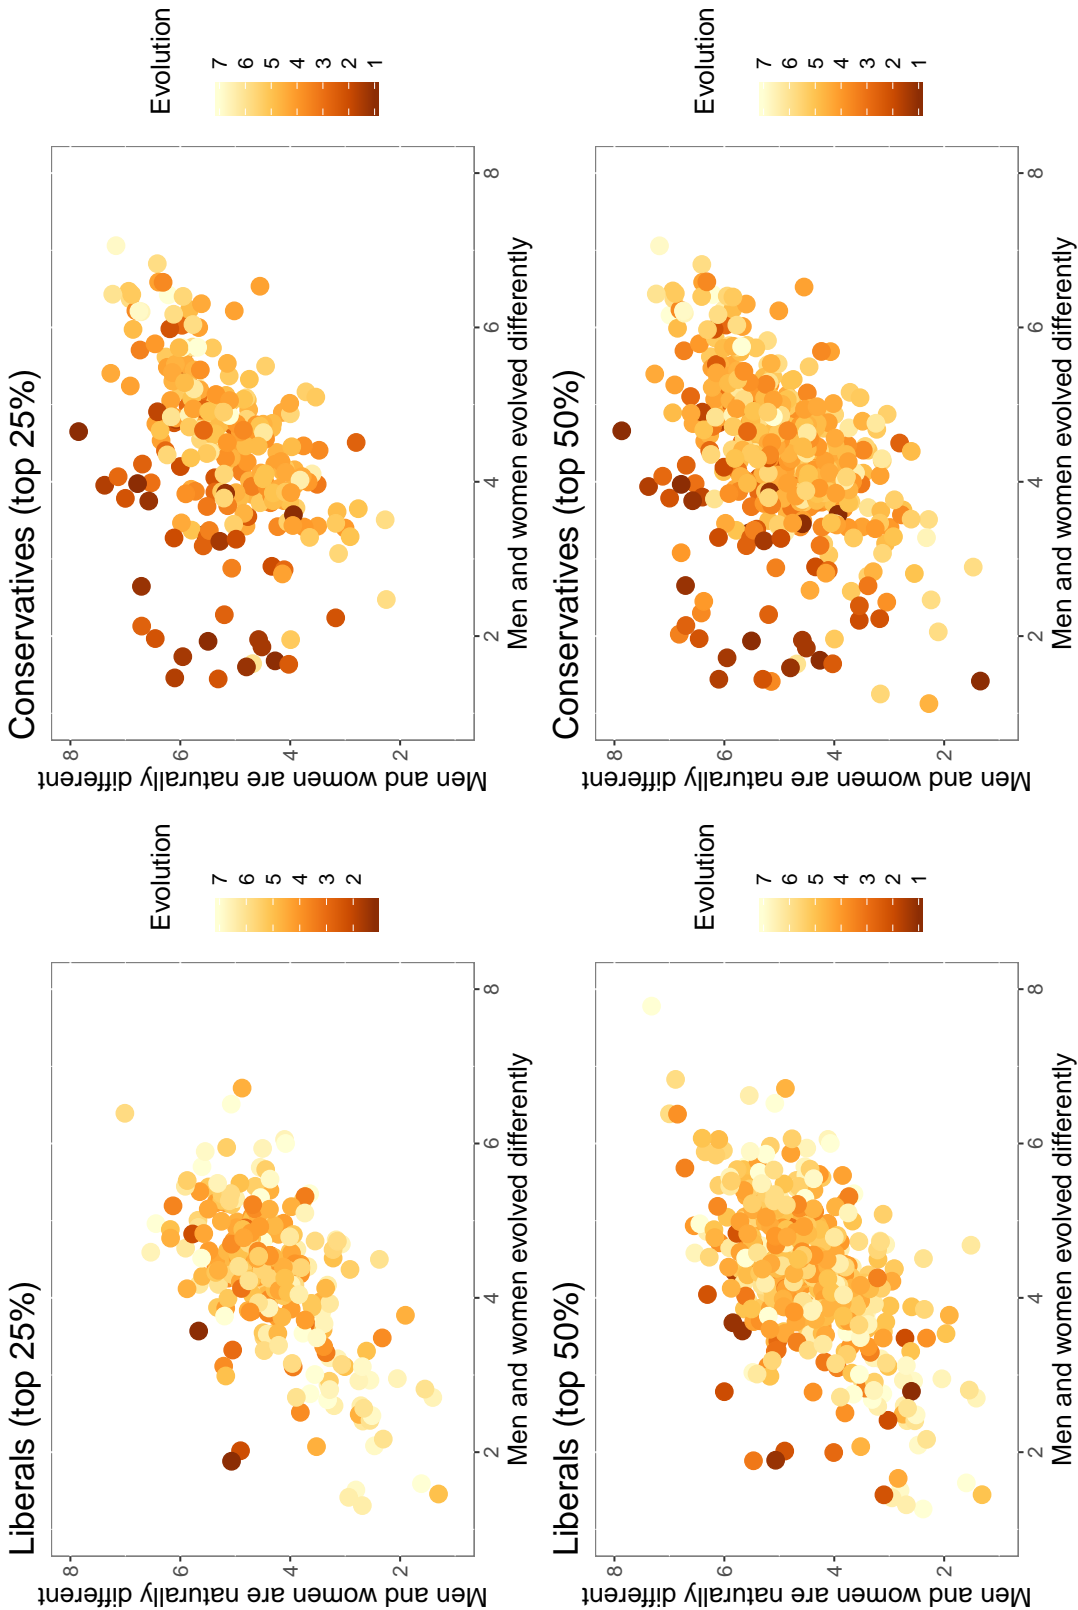 Liberals (top 25%)
Men and women are naturally different
8
6
4
2
2 4 6 8
Men and women evolved differently
Evolution
7
6
5
4
3
2
Conservatives (top 25%)
Men and women are naturally different
8
6
4
2
2 4 6 8
Men and women evolved differently
Evolution
7
6
5
4
3
2
1
Liberals (top 50%)
Men and women are naturally different
8
6
4
2
2 4 6 8
Men and women evolved differently
Evolution
7
6
5
4
3
2
1
Conservatives (top 50%)
Men and women are naturally different
8
6
4
2
2 4 6 8
Men and women evolved differently
Evolution
7
6
5
4
3
2
1